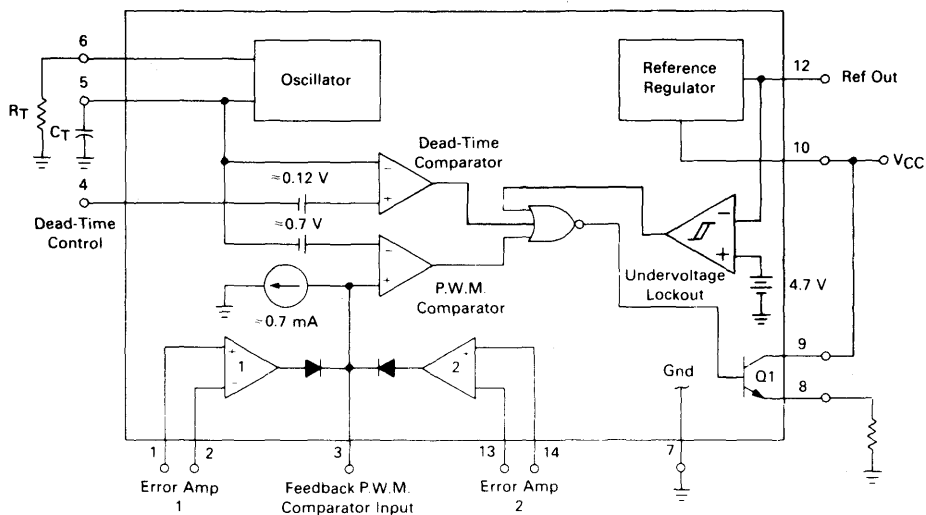 6
Oscillator
Reference
Regulator
12
Ref Out
5
RT
CT
10
VCC
Dead-Time
Comparator
4
≈0.12 V
−
+
Dead-Time
Control
≈0.7 V
−
+
P.W.M.
Comparator
−
+
Undervoltage
Lockout
4.7 V
≈0.7 mA
+
1
−
+
2
Gnd
9
Q1
8
1
2
3
13
14
7
Error Amp
1
Feedback P.W.M.
Comparator Input
Error Amp
2